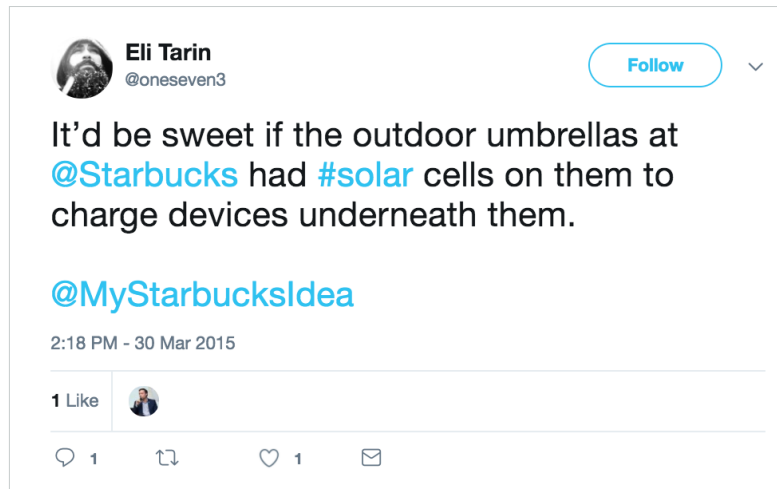 Eli Tarin
@oneseven3
Follow
It’d be sweet if the outdoor umbrellas at
@Starbucks had #solar cells on them to
charge devices underneath them.
@MyStarbucksIdea
2:18 PM - 30 Mar 2015
1 Like
1
1